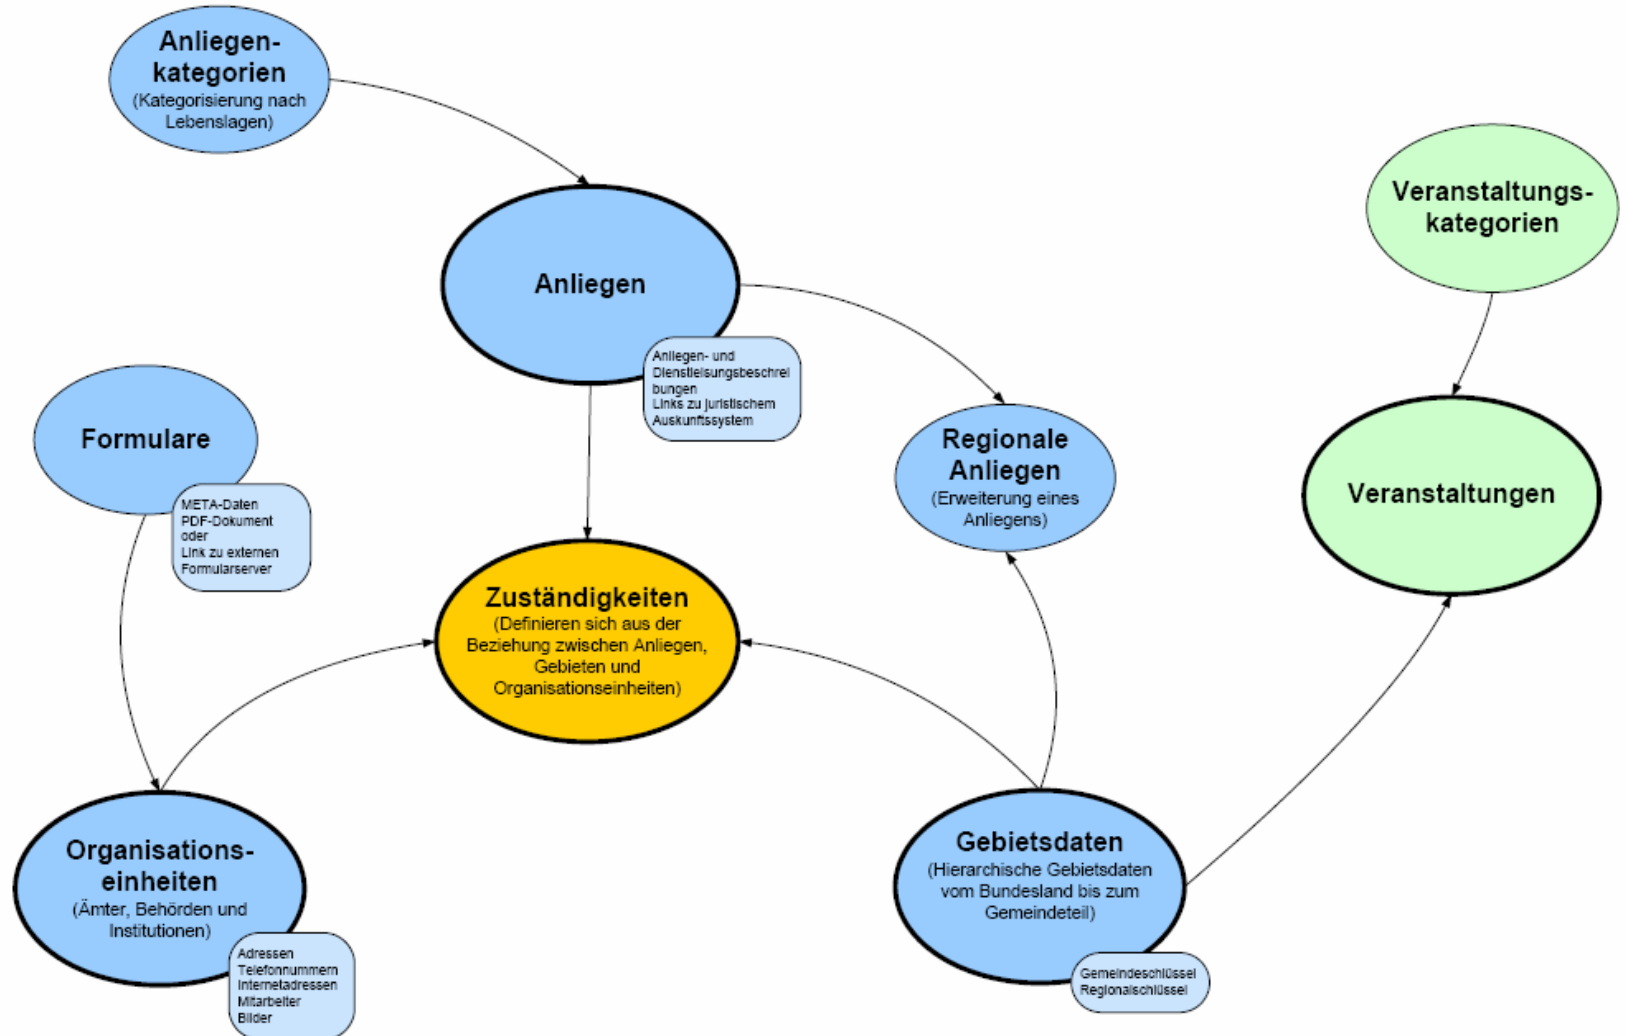 Anliegen-
kategorien
(Kategorisierung nach
Lebenslagen)
Veranstaltungs-
kategorien
Anliegen
Anliegen- und
Dienstleisungsbeschrei
bungen
Links zu juristischem
Auskunftssystem
Formulare
META-Daten
PDF-Dokument
oder
Link zu externen
Formularserver
Regionale
Anliegen
(Erweiterung eines
Anliegens)
Veranstaltungen
Zuständigkeiten
(Definieren sich aus der
Beziehung zwischen Anliegen,
Gebieten und
Organisationseinheiten)
Organisations-
einheiten
(Ämter, Behörden und
Institutionen)
Adressen
Telefonnummern
Internetadressen
Mitarbeiter
Bilder
Gebietsdaten
(Hierarchische Gebietsdaten
vom Bundesland bis zum
Gemeindeteil)
Gemeindeschlüssel
Regionalschlüssel